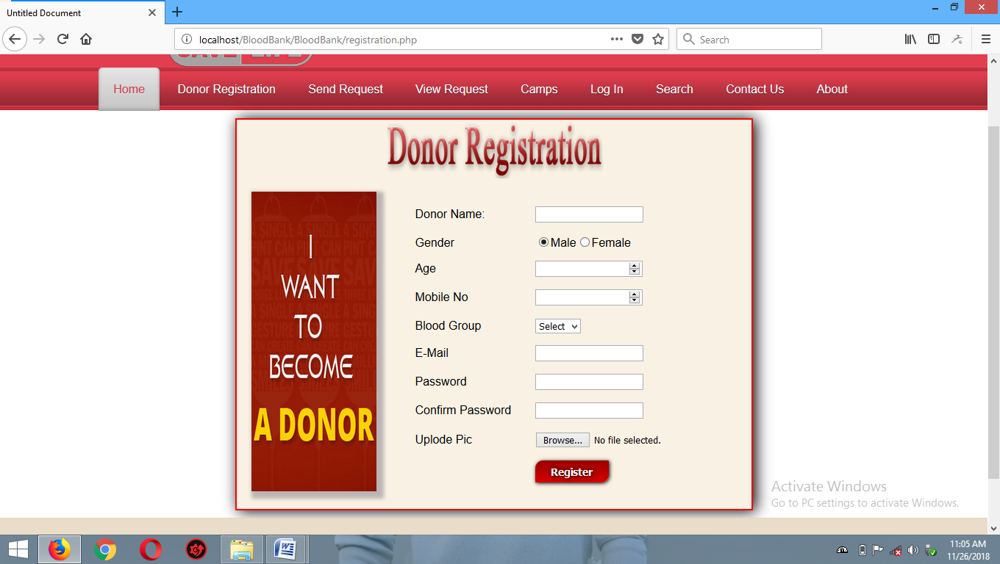 Untitled Document
localhost/BloodBank/BloodBank/registration.php
Search
SAVE LIFE
Home Donor Registration Send Request View Request Camps Log In Search Contact Us About
Donor Registration
I
WANT
TO
BECOME
A DONOR
Donor Name:
Gender Male Female
Age
Mobile No
Blood Group Select
E-Mail
Password
Confirm Password
Uplode Pic Browse... No file selected.
Register
Activate Windows
Go to PC settings to activate Windows.
11:05 AM
11/26/2018